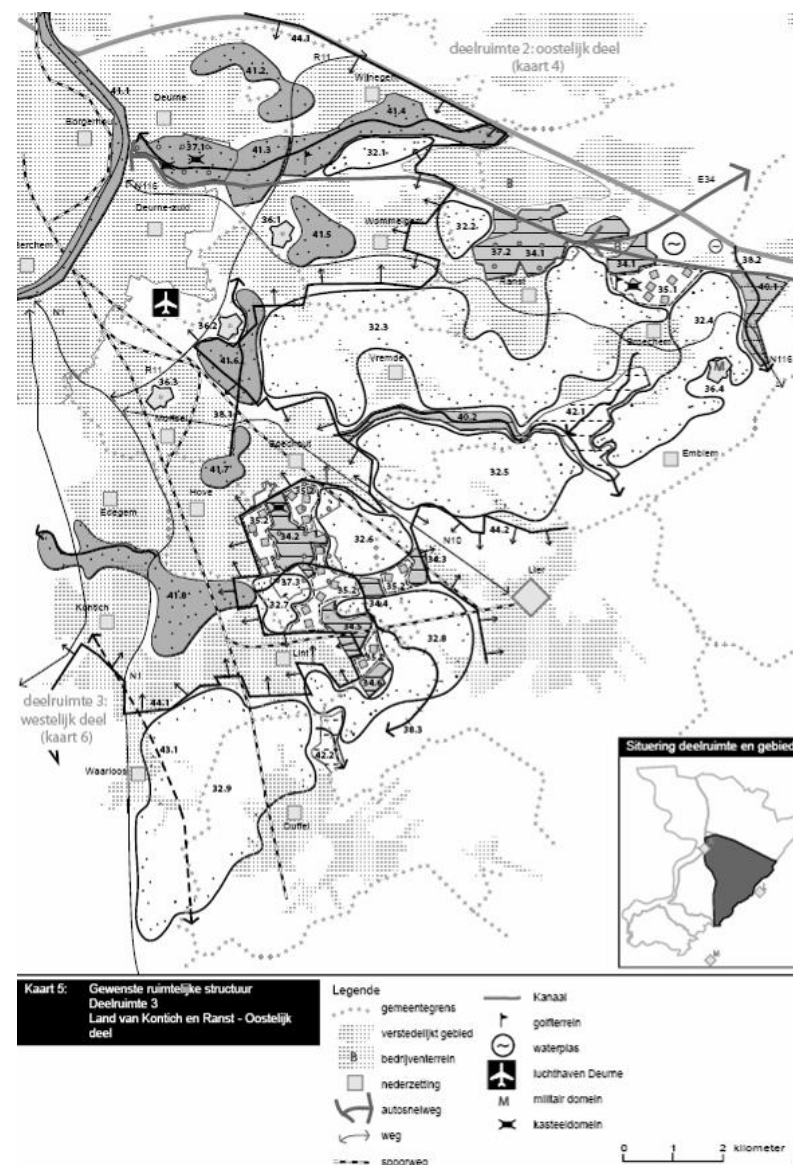 44.1
deelruimte 2: oostelijk deel
(kaart 4)
R11
41.2
Wijnegem
41.1
Deurne
41.4
Borgerhout
37.1
41.3
32.1
B
E34
N116
Deurne-zuid
36.1
41.5
Wommelgem
32.2
37.2
34.1
B
38.2
34.1
Ranst
35.1
40.1
N1
36.2
32.3
32.4
Broechem
41.6
Vremde
N116
R11
36.3
M
36.4
Mortsel
38.1
40.2
42.1
Boechout
41.7
32.5
Emblem
Hove
Edegem
35.2
35.2
34.2
32.6
N10
44.2
34.3
Lier
37.3
35.2
35.2
41.8
32.7
34.4
Kontich
34.5
32.8
Lint
N1
34.6
deelruimte 3:
westelijk deel
(kaart 6)
44.1
38.3
43.1
42.2
Waarloos
32.9
Duffel
Situering deelruimte en gebied
Kaart 5: Gewenste ruimtelijke structuur
Deelruimte 3
Land van Kontich en Ranst - Oostelijk
deel
Legende
gemeentegrens
verstedelijkt gebied
B bedrijventerrein
nederzetting
autosnelweg
weg
spoorweg
Kanaal
golfterrein
waterplas
luchthaven Deurne
M militair domein
kasteeldomein
0 1 2 kilometer